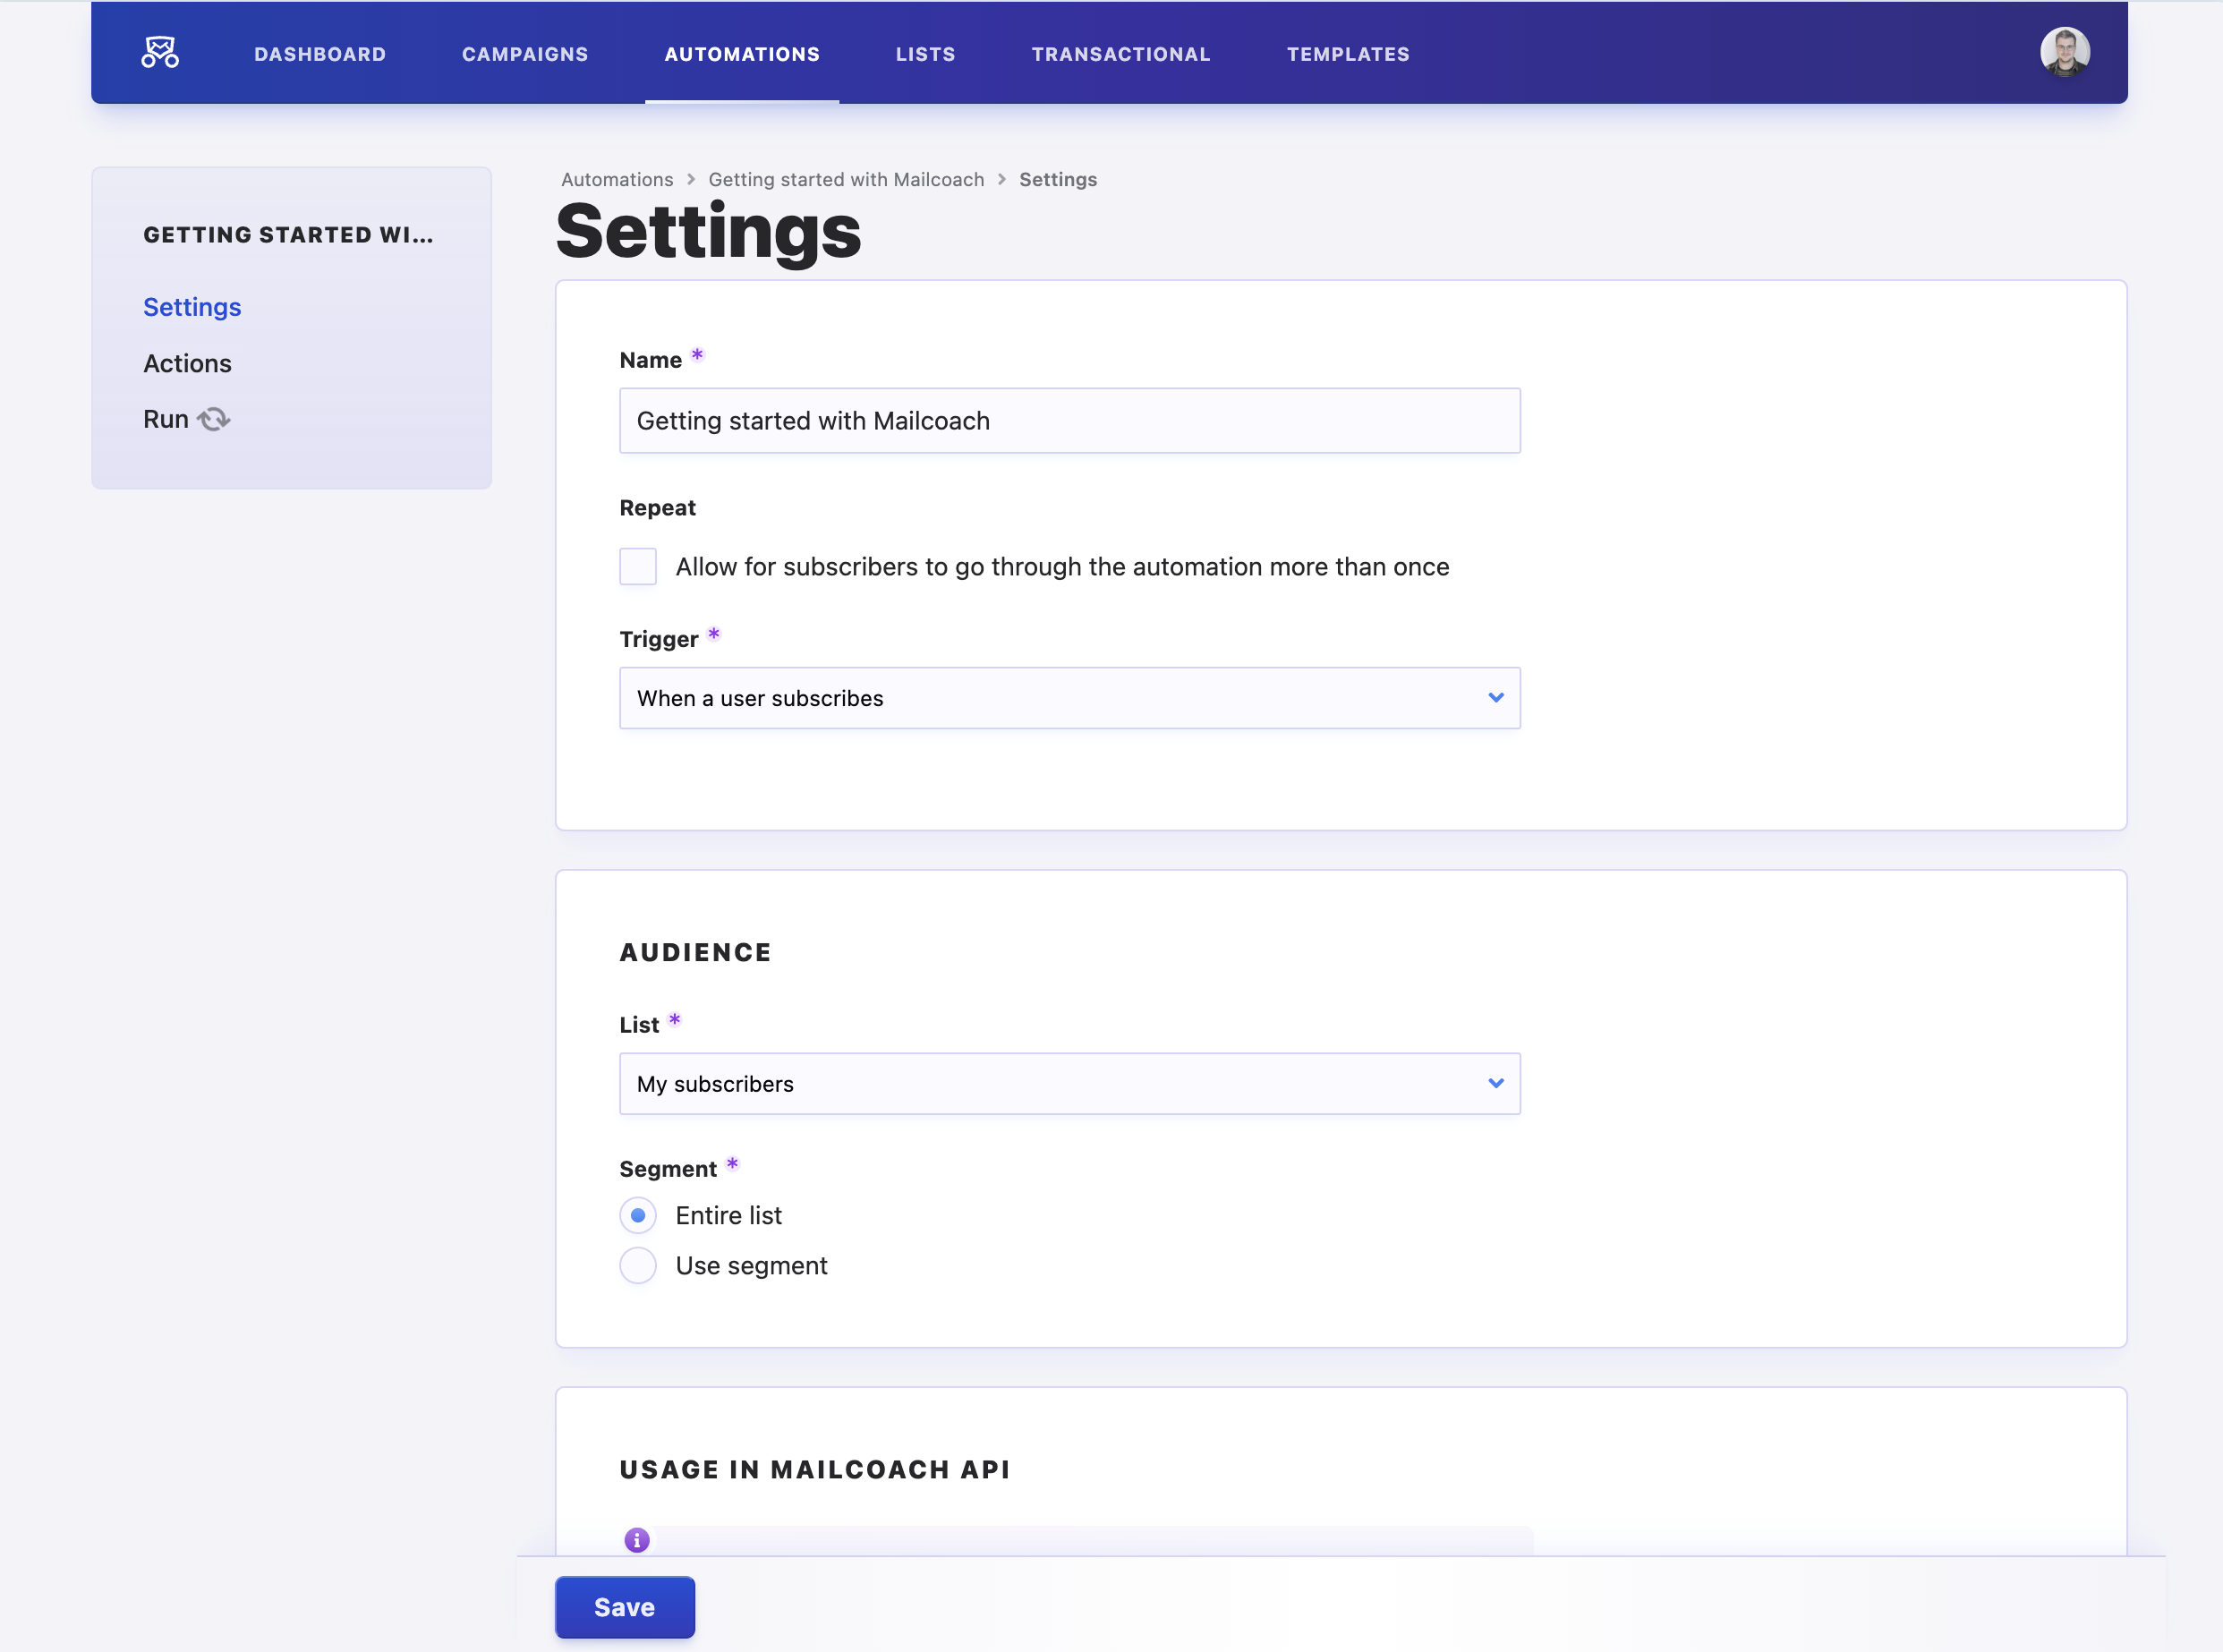 DASHBOARD CAMPAIGNS AUTOMATIONS LISTS TRANSACTIONAL TEMPLATES
GETTING STARTED WI...
Settings
Actions
Run
Automations > Getting started with Mailcoach > Settings
Settings
Name *
Getting started with Mailcoach
Repeat
Allow for subscribers to go through the automation more than once
Trigger *
When a user subscribes
AUDIENCE
List *
My subscribers
Segment *
Entire list
Use segment
USAGE IN MAILCOACH API
i
Save